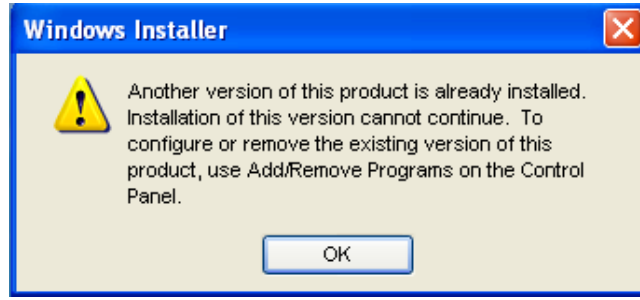 Windows Installer
Another version of this product is already installed.
Installation of this version cannot continue. To
configure or remove the existing version of this
product, use Add/Remove Programs on the Control
Panel.
OK